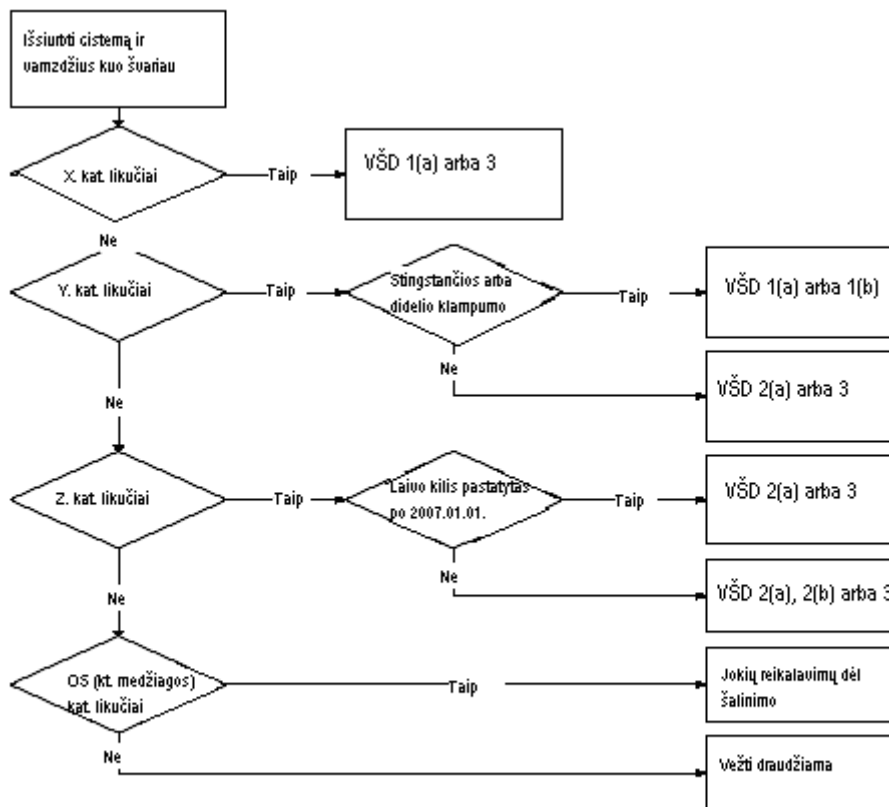 Išsiurbti cisterną ir
vamzdžius kuo švariau
X. kat. likučiai
Taip
VŠD 1(a) arba 3
Ne
Y. kat. likučiai
Taip
Stingstančios arba
didelio klampumo
Taip
VŠD 1(a) arba 1(b)
Ne
VŠD 2(a) arba 3
Ne
Z. kat. likučiai
Taip
Laivo kilis pastatytas
po 2007.01.01.
Taip
VŠD 2(a) arba 3
Ne
VŠD 2(a), 2(b) arba 3
Ne
OS (kt. medžiagos)
kat. likučiai
Taip
Jokių reikalavimų dėl
šalinimo
Ne
Vežti draudžiama